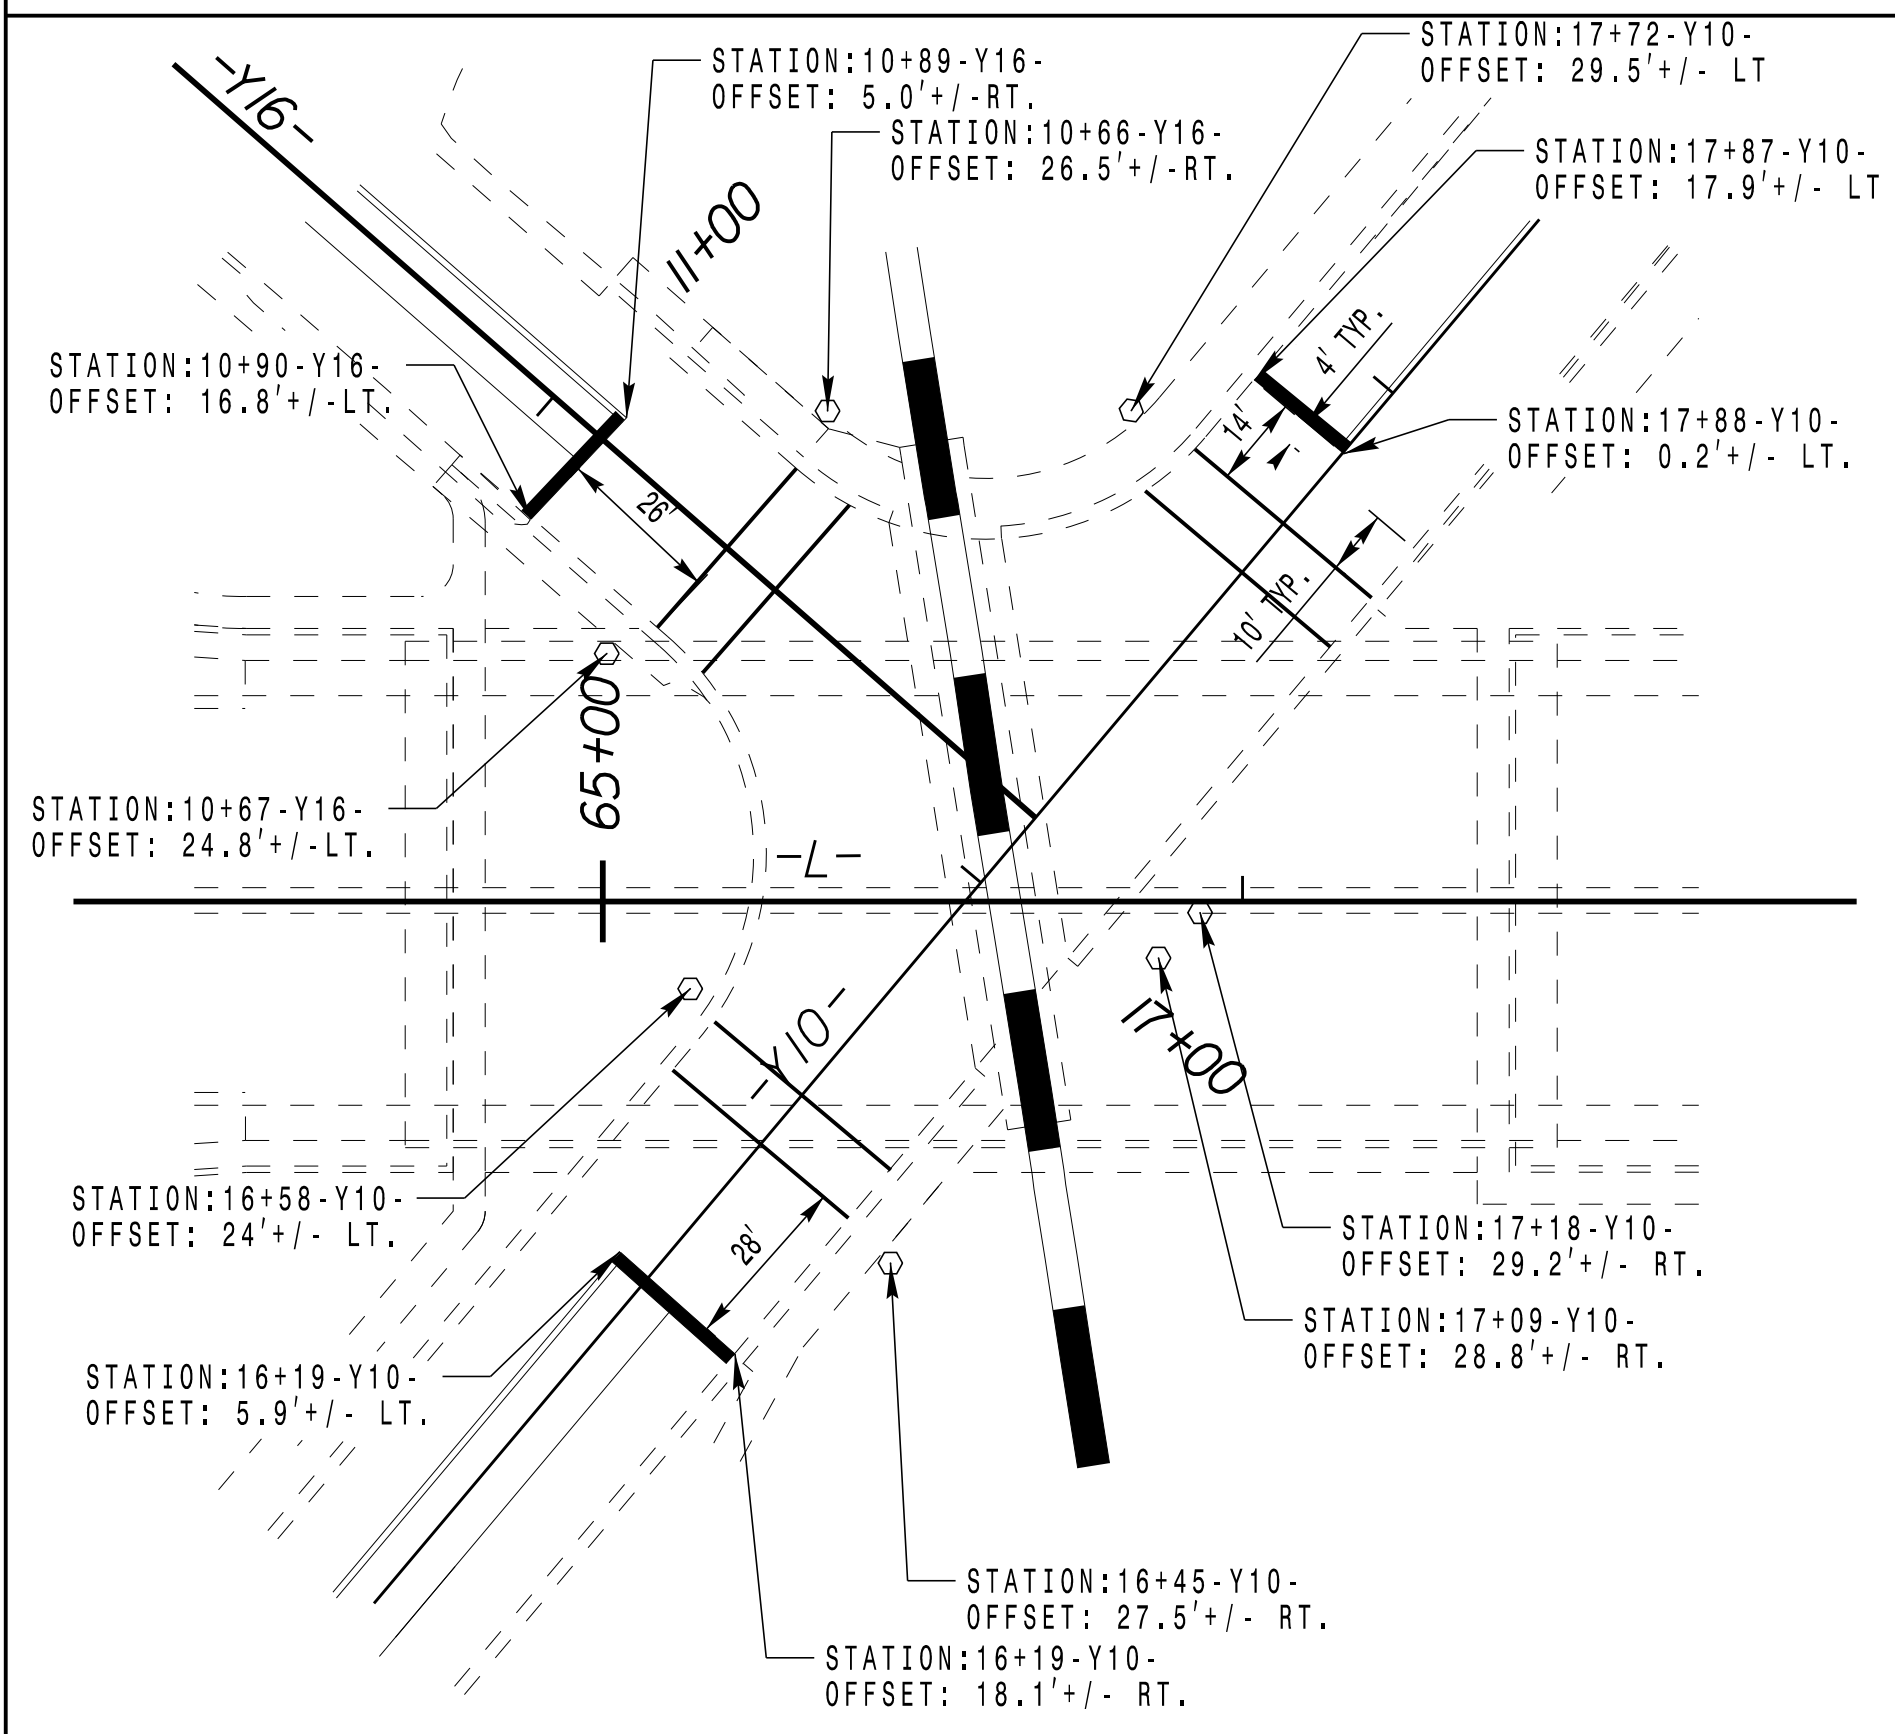 STATION:17+72-Y10-
OFFSET: 29.5'+/- LT
STATION:10+89-Y16-
OFFSET: 5.0'+/-RT.
-Y16-
STATION:10+66-Y16-
OFFSET: 26.5'+/-RT.
STATION:17+87-Y10-
OFFSET: 17.9'+/- LT
11+00
4' TYP.
STATION:10+90-Y16-
OFFSET: 16.8'+/-LT.
14'
STATION:17+88-Y10-
OFFSET: 0.2'+/- LT.
26'
10' TYP.
65+00
STATION:10+67-Y16-
OFFSET: 24.8'+/-LT.
-L-
-Y10-
17+00
STATION:16+58-Y10-
OFFSET: 24'+/- LT.
28'
STATION:17+18-Y10-
OFFSET: 29.2'+/- RT.
STATION:17+09-Y10-
OFFSET: 28.8'+/- RT.
STATION:16+19-Y10-
OFFSET: 5.9'+/- LT.
STATION:16+45-Y10-
OFFSET: 27.5'+/- RT.
STATION:16+19-Y10-
OFFSET: 18.1'+/- RT.